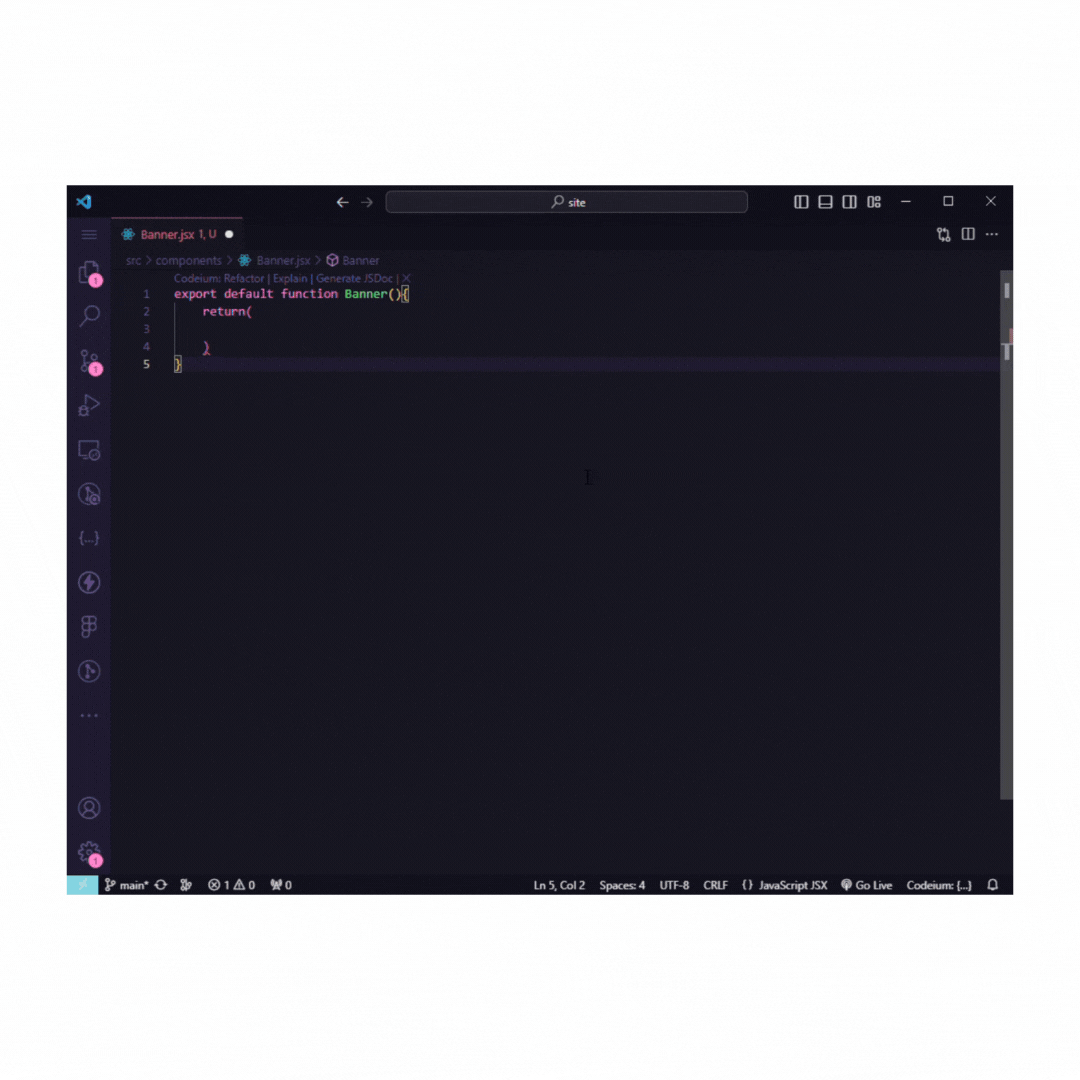 site
Banner.jsx 1, U
src > components > Banner.jsx > Banner
Codeium: Refactor | Explain | Generate JSDoc | X
1 export default function Banner(){
2 return(
3
4 )
5 }
1
1
1
main* 1 0 0 Ln 5, Col 2 Spaces: 4 UTF-8 CRLF {} JavaScript JSX Go Live Codeium: {...}